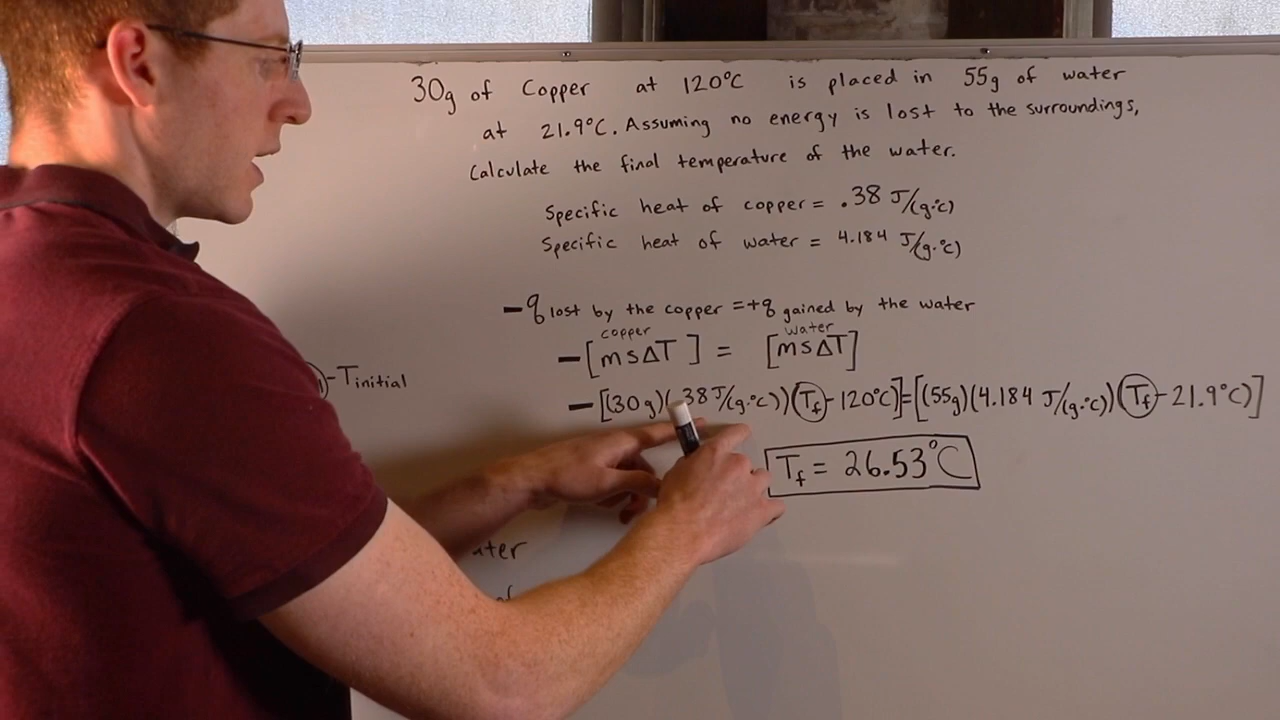 30g of Copper at 120°C is placed in 55g of water
at 21.9°C. Assuming no energy is lost to the surroundings,
Calculate the final temperature of the water.
Specific heat of copper = .38 J/(g·°C)
Specific heat of water = 4.184 J/(g·°C)
-q lost by the copper = +q gained by the water
copper water
-[msΔT] = [msΔT]
-Tinitial
-[(30g)(.38J/(g·°C))(Tf-120°C]=[(55g)(4.184 J/(g·°C))(Tf-21.9°C)]
Tf = 26.53°C
of